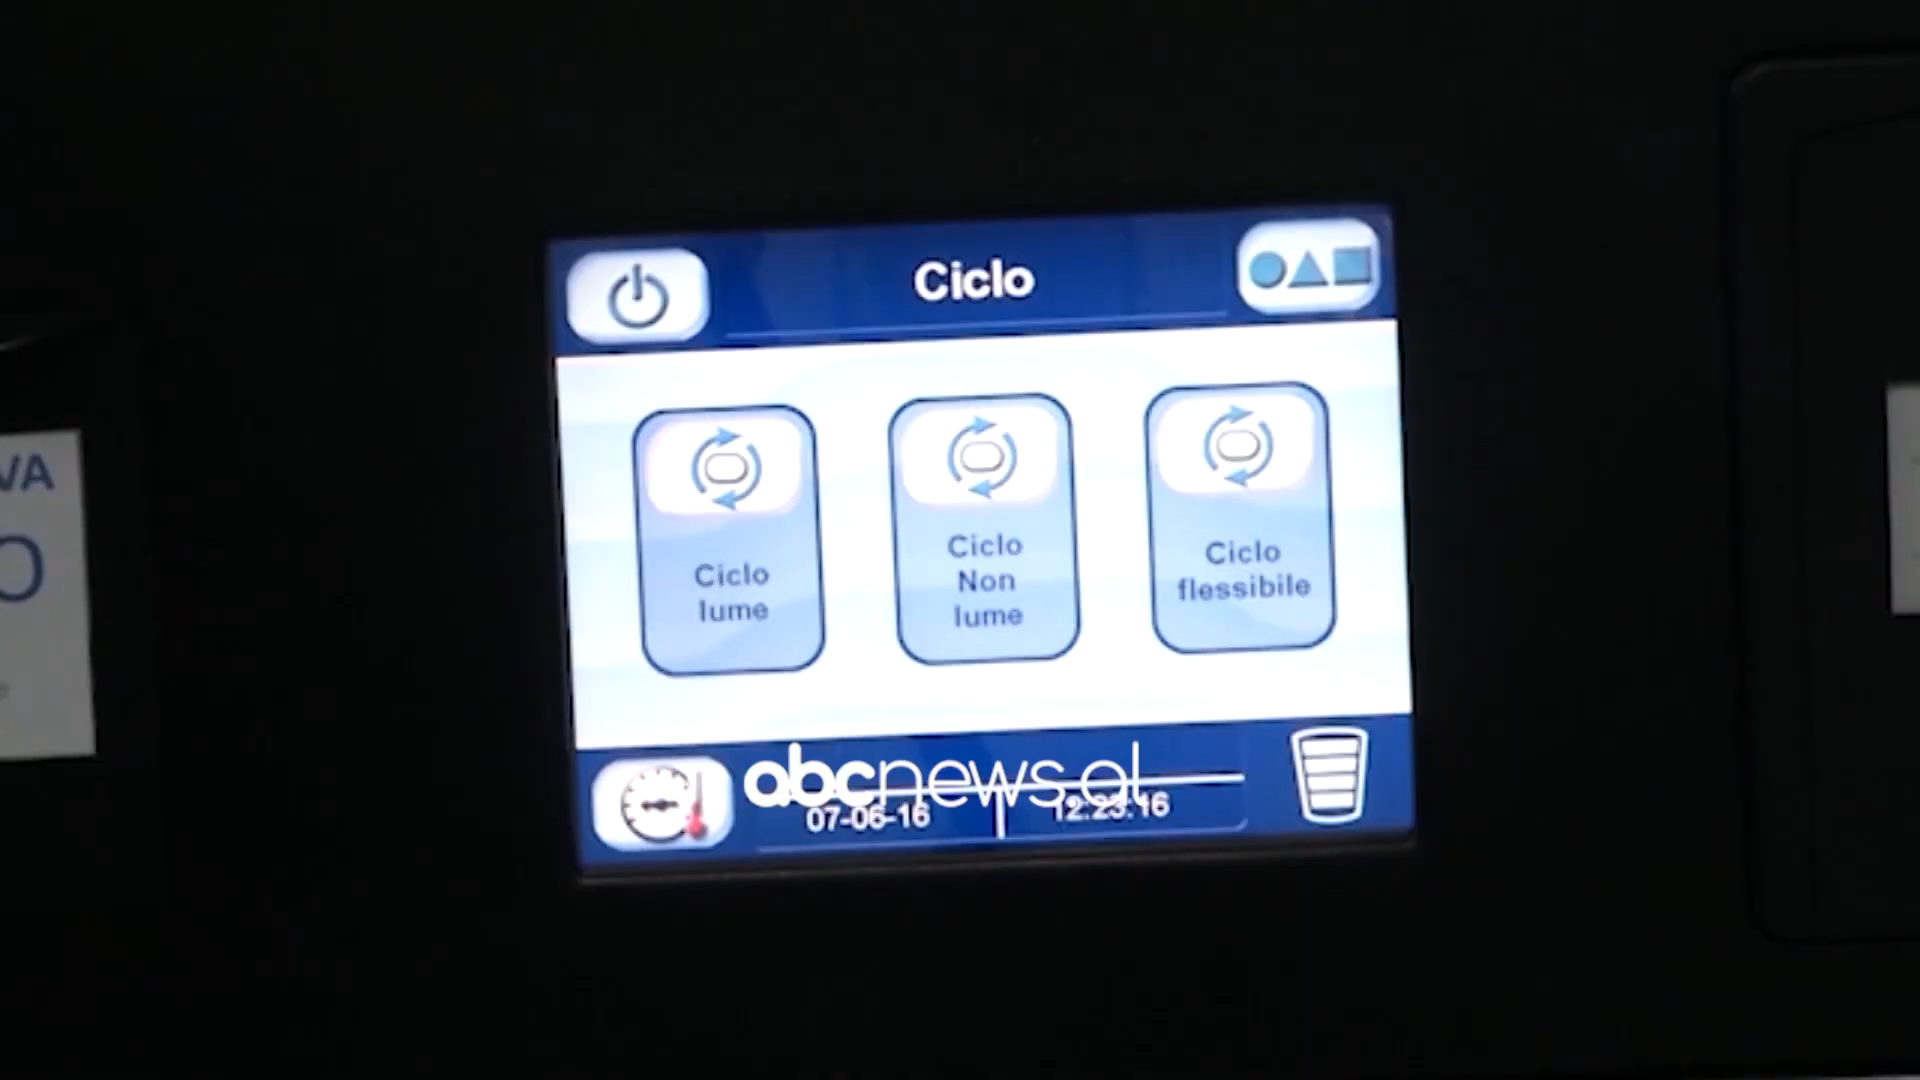 Ciclo
Ciclo
lume
Ciclo
Non
lume
Ciclo
flessibile
abcnews.al
07-06-16
12:23:16
VA
O